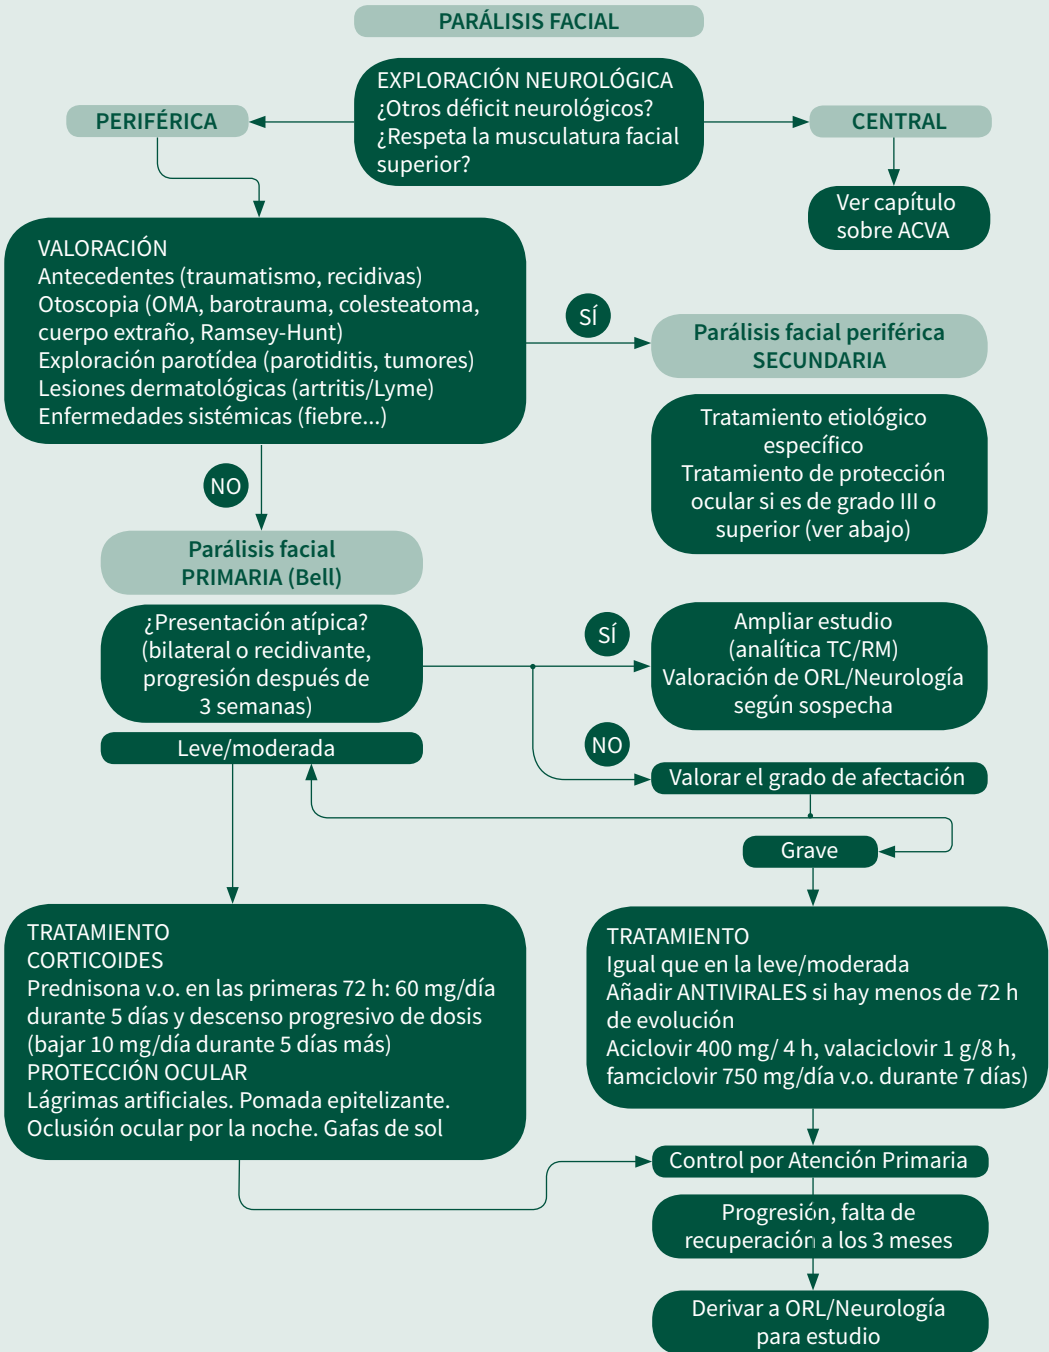 PARÁLISIS FACIAL
EXPLORACIÓN NEUROLÓGICA
¿Otros déficit neurológicos?
¿Respeta la musculatura facial
superior?
PERIFÉRICA
CENTRAL
Ver capítulo
sobre ACVA
VALORACIÓN
Antecedentes (traumatismo, recidivas)
Otoscopia (OMA, barotrauma, colesteatoma,
cuerpo extraño, Ramsey-Hunt)
Exploración parotídea (parotiditis, tumores)
Lesiones dermatológicas (artritis/Lyme)
Enfermedades sistémicas (fiebre...)
SÍ
Parálisis facial periférica
SECUNDARIA
Tratamiento etiológico
específico
Tratamiento de protección
ocular si es de grado III o
superior (ver abajo)
NO
Parálisis facial
PRIMARIA (Bell)
¿Presentación atípica?
(bilateral o recidivante,
progresión después de
3 semanas)
SÍ
Ampliar estudio
(analítica TC/RM)
Valoración de ORL/Neurología
según sospecha
NO
Valorar el grado de afectación
Leve/moderada
Grave
TRATAMIENTO
CORTICOIDES
Prednisona v.o. en las primeras 72 h: 60 mg/día
durante 5 días y descenso progresivo de dosis
(bajar 10 mg/día durante 5 días más)
PROTECCIÓN OCULAR
Lágrimas artificiales. Pomada epitelizante.
Oclusión ocular por la noche. Gafas de sol
TRATAMIENTO
Igual que en la leve/moderada
Añadir ANTIVIRALES si hay menos de 72 h
de evolución
Aciclovir 400 mg/ 4 h, valaciclovir 1 g/8 h,
famciclovir 750 mg/día v.o. durante 7 días)
Control por Atención Primaria
Progresión, falta de
recuperación a los 3 meses
Derivar a ORL/Neurología
para estudio